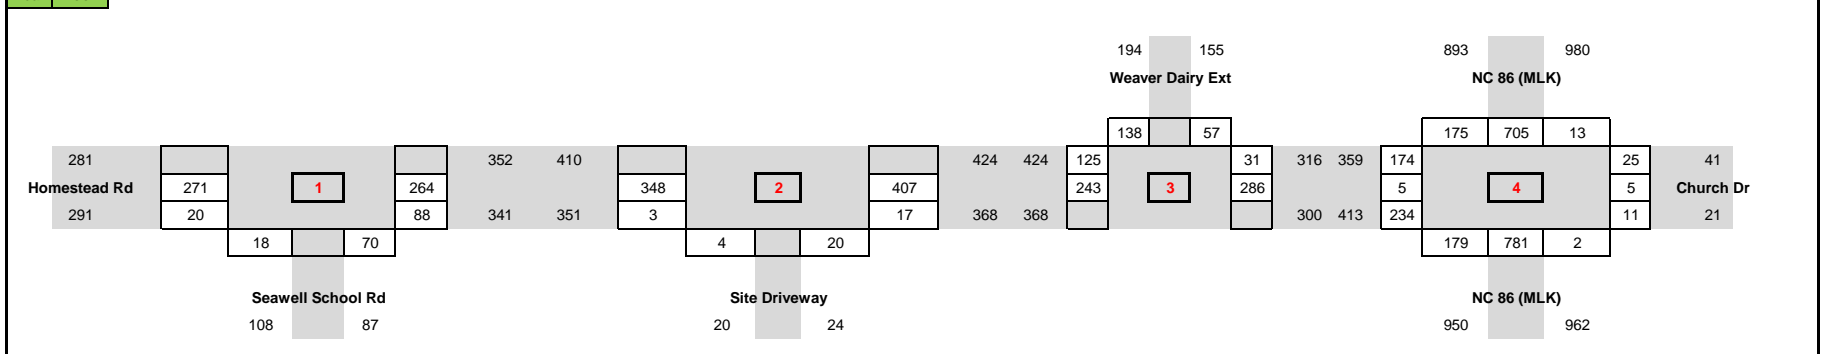 194 155 893 980
Weaver Dairy Ext NC 86 (MLK)
138 57 175 705 13
281 352 410 424 424 125 31 316 359 174 25 41
Homestead Rd 271 1 264 348 2 407 243 3 286 5 4 5 Church Dr
291 20 88 341 351 3 17 368 368 300 413 234 11 21
18 70 4 20 179 781 2
Seawell School Rd Site Driveway NC 86 (MLK)
108 87 20 24 950 962